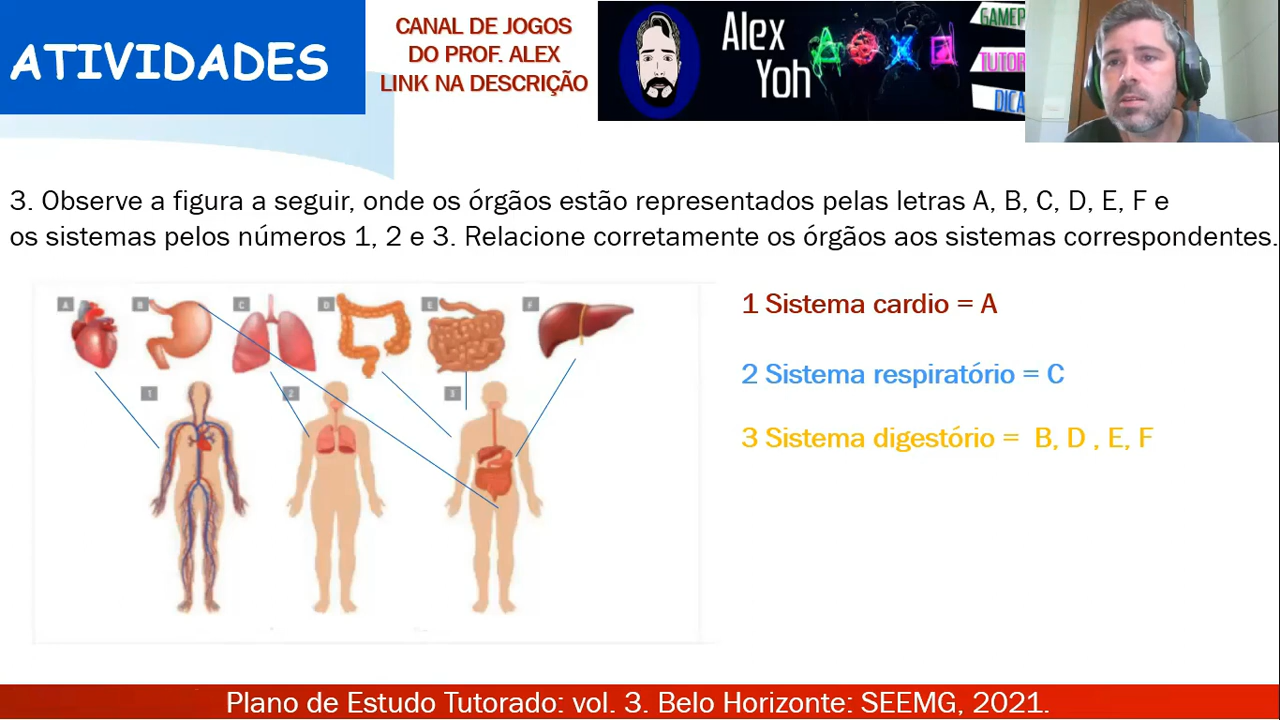 ATIVIDADES
CANAL DE JOGOS
DO PROF. ALEX
LINK NA DESCRIÇÃO
Alex
Yoh
GAMEP
TUTOR
DICA
3. Observe a figura a seguir, onde os órgãos estão representados pelas letras A, B, C, D, E, F e
os sistemas pelos números 1, 2 e 3. Relacione corretamente os órgãos aos sistemas correspondentes.
A B C D E F
1 2 3
1 Sistema cardio = A
2 Sistema respiratório = C
3 Sistema digestório = B, D , E, F
Plano de Estudo Tutorado: vol. 3. Belo Horizonte: SEEMG, 2021.